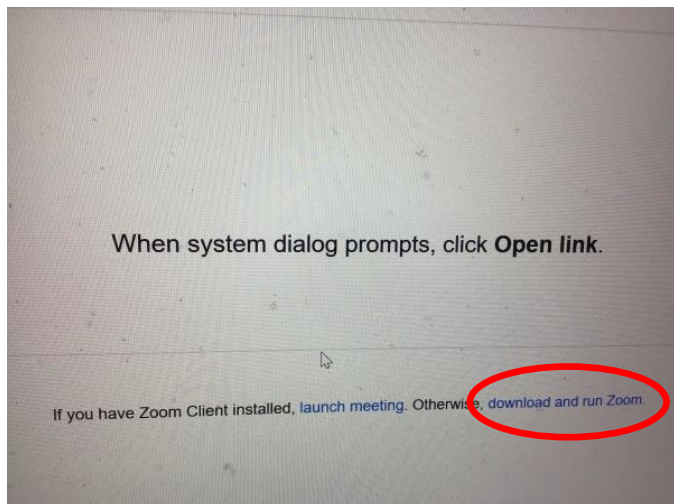 When system dialog prompts, click Open link.
If you have Zoom Client installed, launch meeting. Otherwise, download and run Zoom.